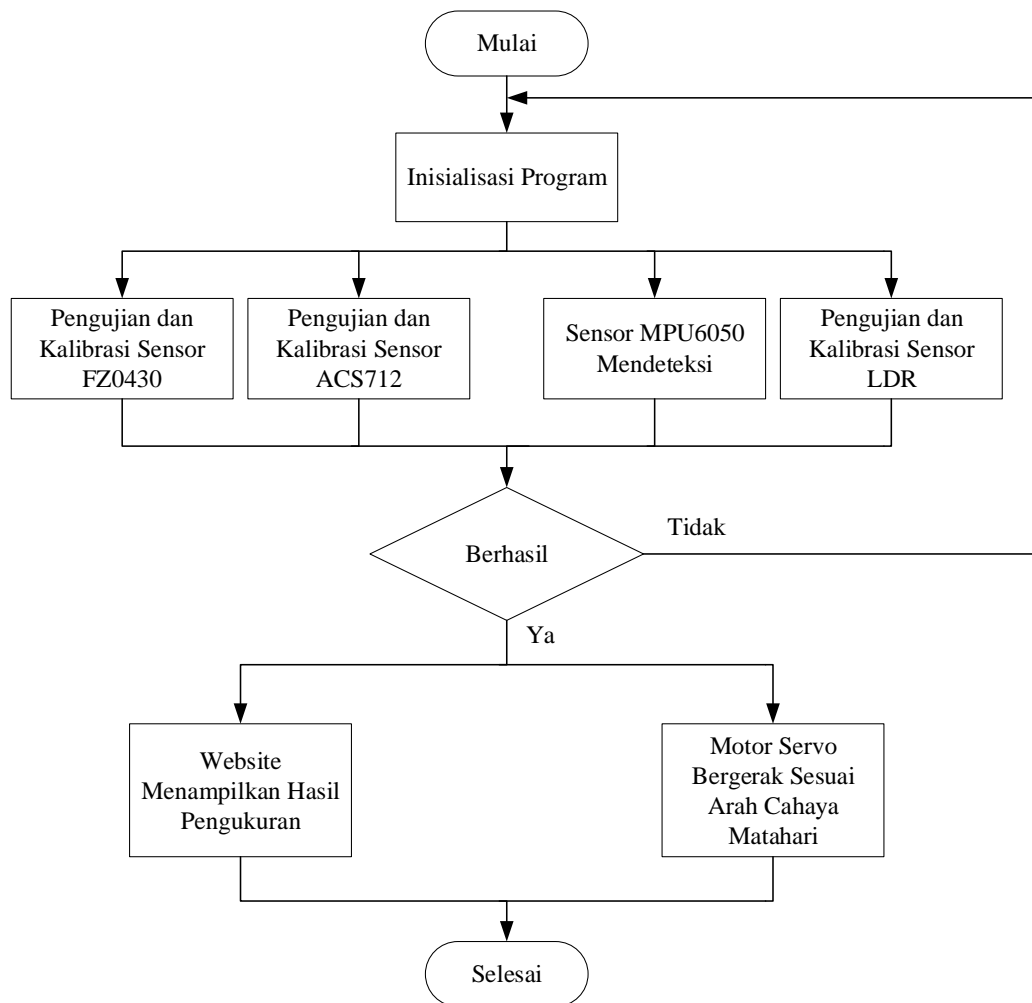 Mulai
Inisialisasi Program
Pengujian dan
Kalibrasi Sensor
FZ0430
Pengujian dan
Kalibrasi Sensor
ACS712
Sensor MPU6050
Mendeteksi
Pengujian dan
Kalibrasi Sensor
LDR
Berhasil
Tidak
Ya
Website
Menampilkan Hasil
Pengukuran
Motor Servo
Bergerak Sesuai
Arah Cahaya
Matahari
Selesai